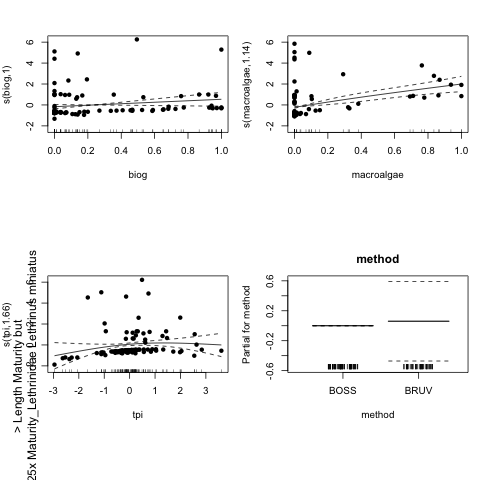 s(biog,1)
6
4
2
0
-2
0.0 0.2 0.4 0.6 0.8 1.0
biog
s(macroalgae,1.14)
6
4
2
0
-2
0.0 0.2 0.4 0.6 0.8 1.0
macroalgae
> Length Maturity but
25x Maturity_Lethrinidae Lethrinus miniatus
s(tpi,1.66)
-3 -2 -1 0 1 2 3
tpi
method
Partial for method
0.6
0.2
-0.2
-0.6
BOSS BRUV
method